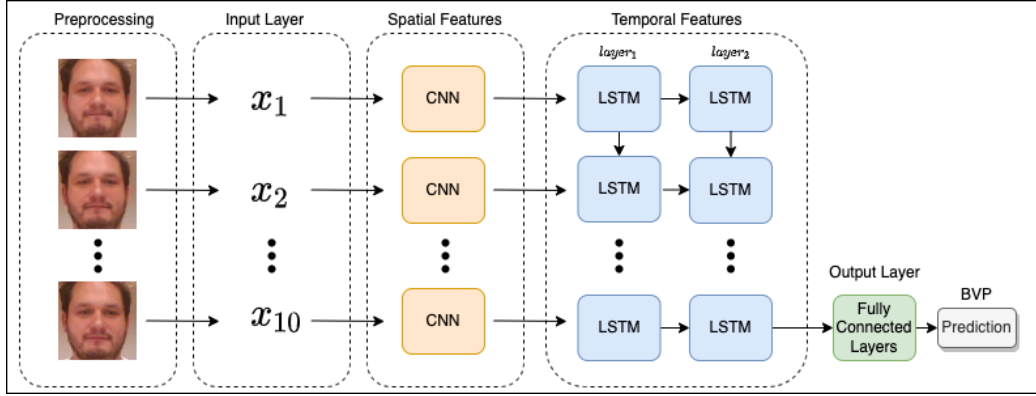 Preprocessing
Input Layer
Spatial Features
Temporal Features
layer₁
layer₂
x₁
CNN
LSTM
LSTM
x₂
CNN
LSTM
LSTM
x₁₀
CNN
LSTM
LSTM
Output Layer
Fully
Connected
Layers
BVP
Prediction